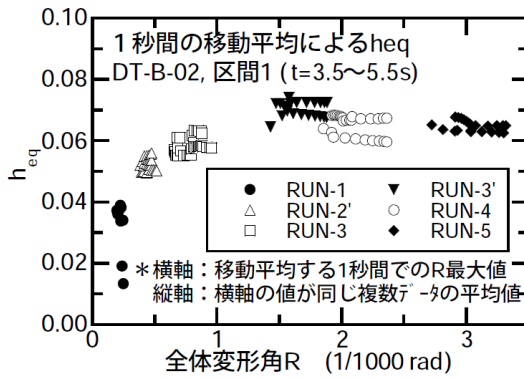 0.10
0.08
0.06
0.04
0.02
0.00
heq
１秒間の移動平均によるheq
DT-B-02, 区間1 ( t=3.5～5.5s)
RUN-1
RUN-2'
RUN-3
RUN-3'
RUN-4
RUN-5
＊横軸：移動平均する1秒間でのR最大値
縦軸：横軸の値が同じ複数ﾃﾞｰﾀの平均値
0 1 2 3
全体変形角R (1/1000 rad)